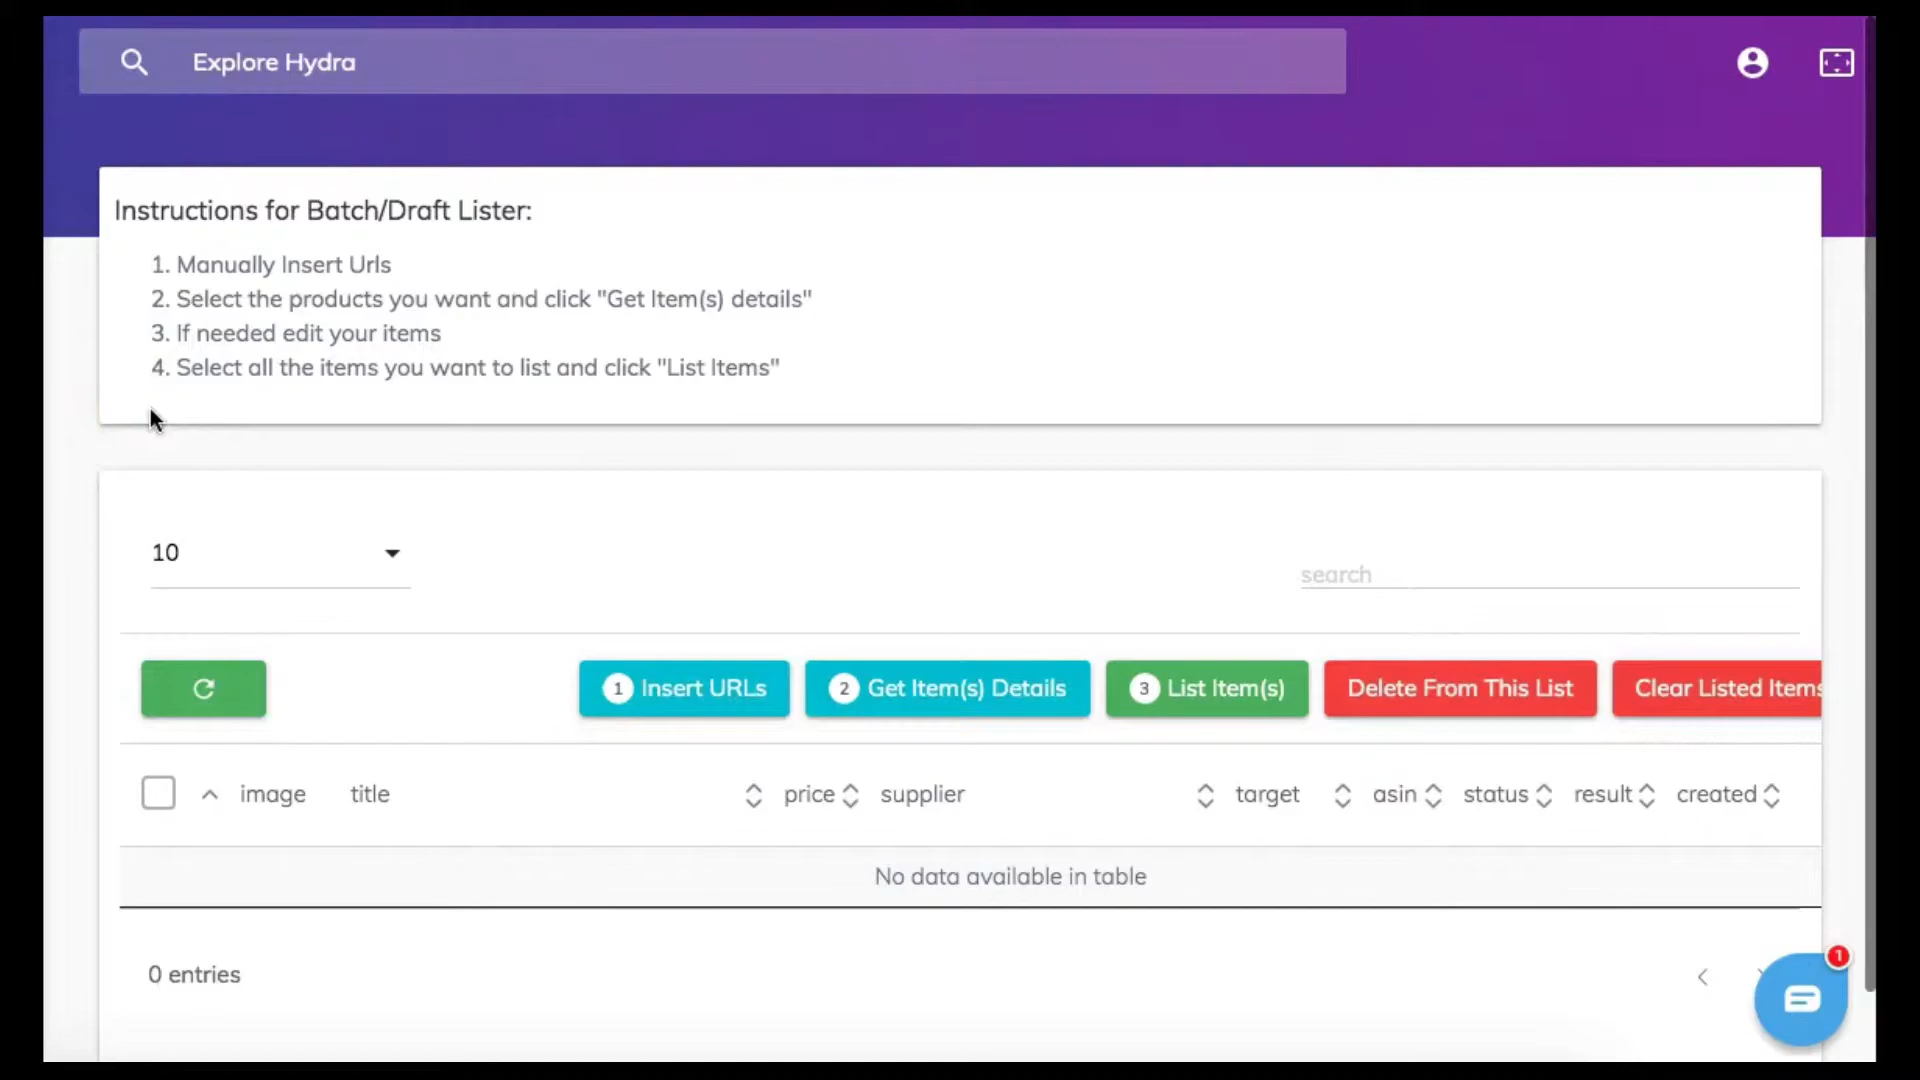 Explore Hydra
Instructions for Batch/Draft Lister:
1. Manually Insert Urls
2. Select the products you want and click "Get Item(s) details"
3. If needed edit your items
4. Select all the items you want to list and click "List Items"
10
search
1 Insert URLs
2 Get Item(s) Details
3 List Item(s)
Delete From This List
Clear Listed Items
image title price supplier target asin status result created
No data available in table
0 entries
1